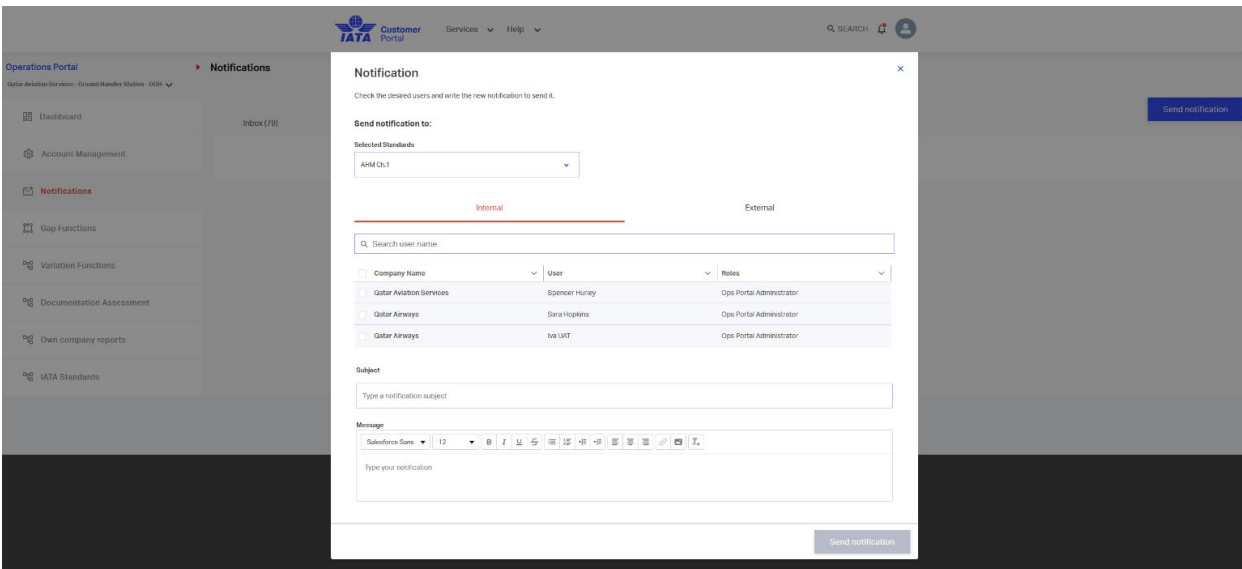 IATA
Customer
Portal
Services
Help
SEARCH
Operations Portal
Qatar Aviation Services - Ground Handler Station - DOH
Notifications
Dashboard
Account Management
Notifications
Gap Functions
Variation Functions
Documentation Assessment
Own company reports
IATA Standards
Inbox (79)
Send notification
Notification
Check the desired users and write the new notification to send it.
Send notification to:
Selected Standards
AHM Ch.1
Internal External
Search user name
Company Name User Roles
Qatar Aviation Services Spencer Hurley Ops Portal Administrator
Qatar Airways Sara Hopkins Ops Portal Administrator
Qatar Airways Iva UAT Ops Portal Administrator
Subject
Type a notification subject
Message
Salesforce Sans 12 B I U S
Type your notification
Send notification